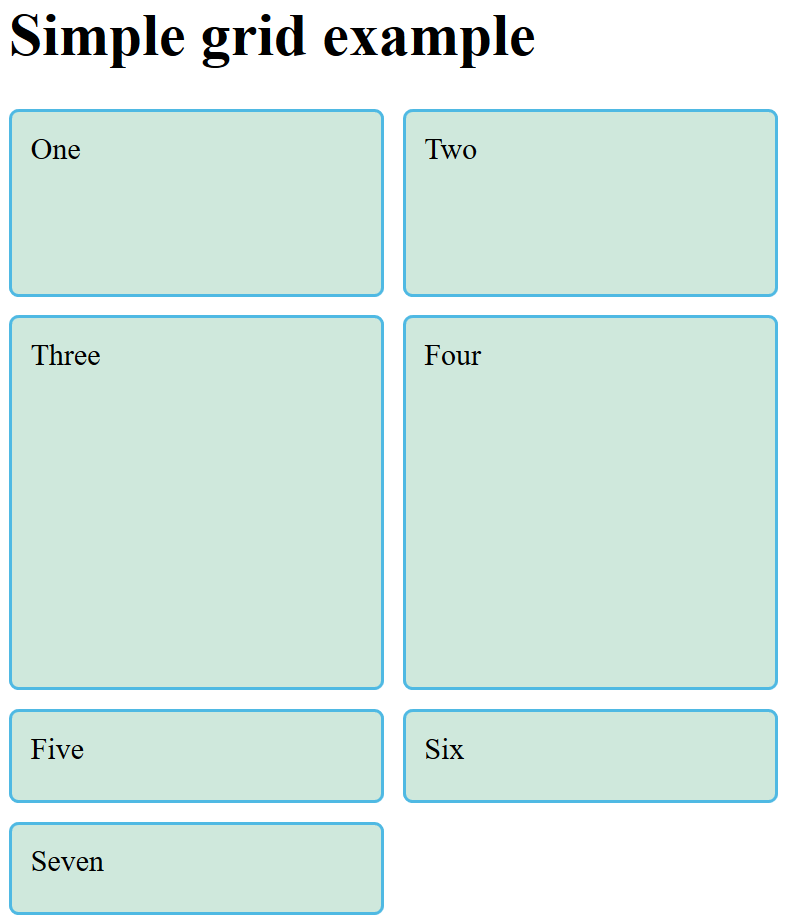 Simple grid example
One
Two
Three
Four
Five
Six
Seven